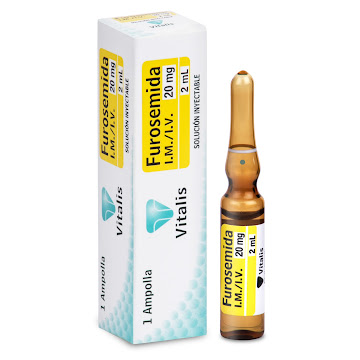 Furosemida
I.M./I.V. 20 mg
2 mL
SOLUCIÓN INYECTABLE
Vitalis
1 Ampolla
Furosemida
I.M./I.V. 20 mg
2 mL
Vitalis